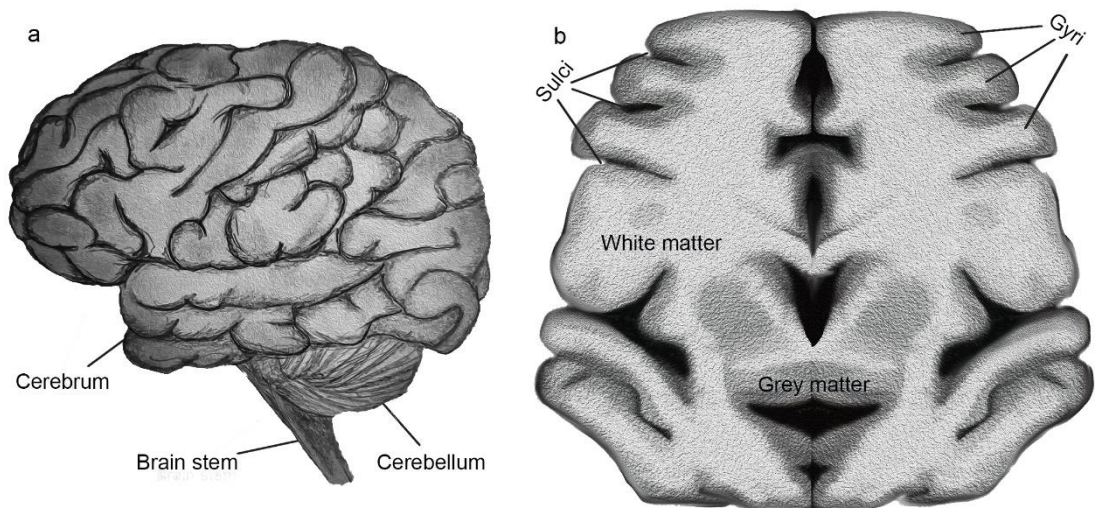 a
Cerebrum
Brain stem
Cerebellum
b
Sulci
Gyri
White matter
Grey matter